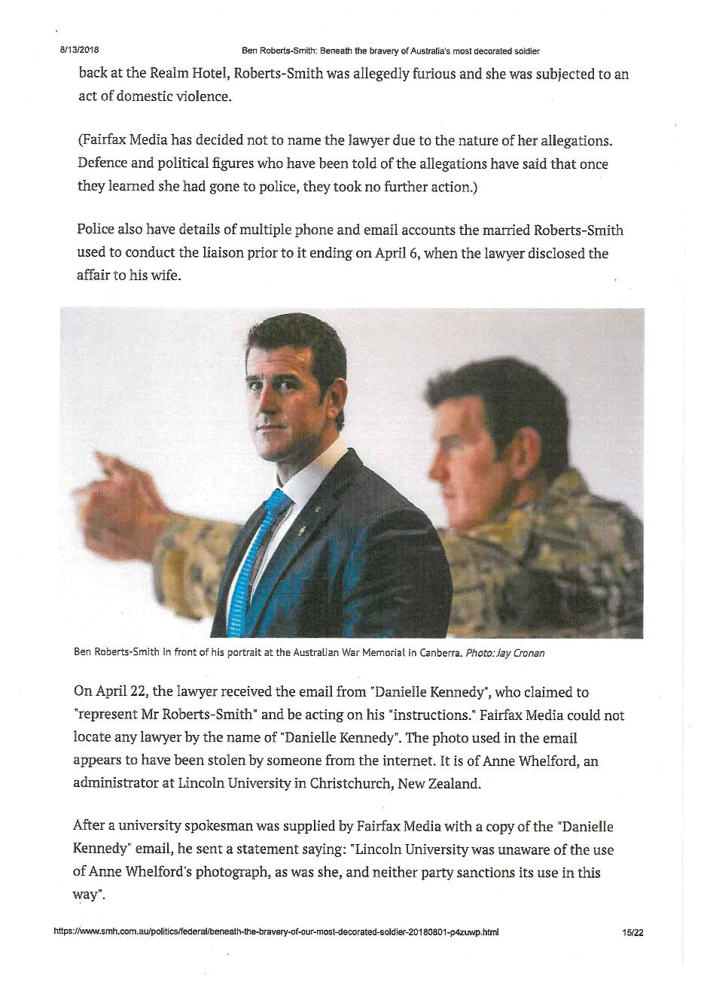 8/13/2018 Ben Roberts-Smith: Beneath the bravery of Australia's most decorated soldier
back at the Realm Hotel, Roberts-Smith was allegedly furious and she was subjected to an
act of domestic violence.
(Fairfax Media has decided not to name the lawyer due to the nature of her allegations.
Defence and political figures who have been told of the allegations have said that once
they learned she had gone to police, they took no further action.)
Police also have details of multiple phone and email accounts the married Roberts-Smith
used to conduct the liaison prior to it ending on April 6, when the lawyer disclosed the
affair to his wife.
Ben Roberts-Smith in front of his portrait at the Australian War Memorial in Canberra. Photo: Jay Cronan
On April 22, the lawyer received the email from "Danielle Kennedy", who claimed to
"represent Mr Roberts-Smith" and be acting on his "instructions." Fairfax Media could not
locate any lawyer by the name of "Danielle Kennedy". The photo used in the email
appears to have been stolen by someone from the internet. It is of Anne Whelford, an
administrator at Lincoln University in Christchurch, New Zealand.
After a university spokesman was supplied by Fairfax Media with a copy of the "Danielle
Kennedy" email, he sent a statement saying: "Lincoln University was unaware of the use
of Anne Whelford's photograph, as was she, and neither party sanctions its use in this
way".
https://www.smh.com.au/politics/federal/beneath-the-bravery-of-our-most-decorated-soldier-20180801-p4zuwp.html 15/22